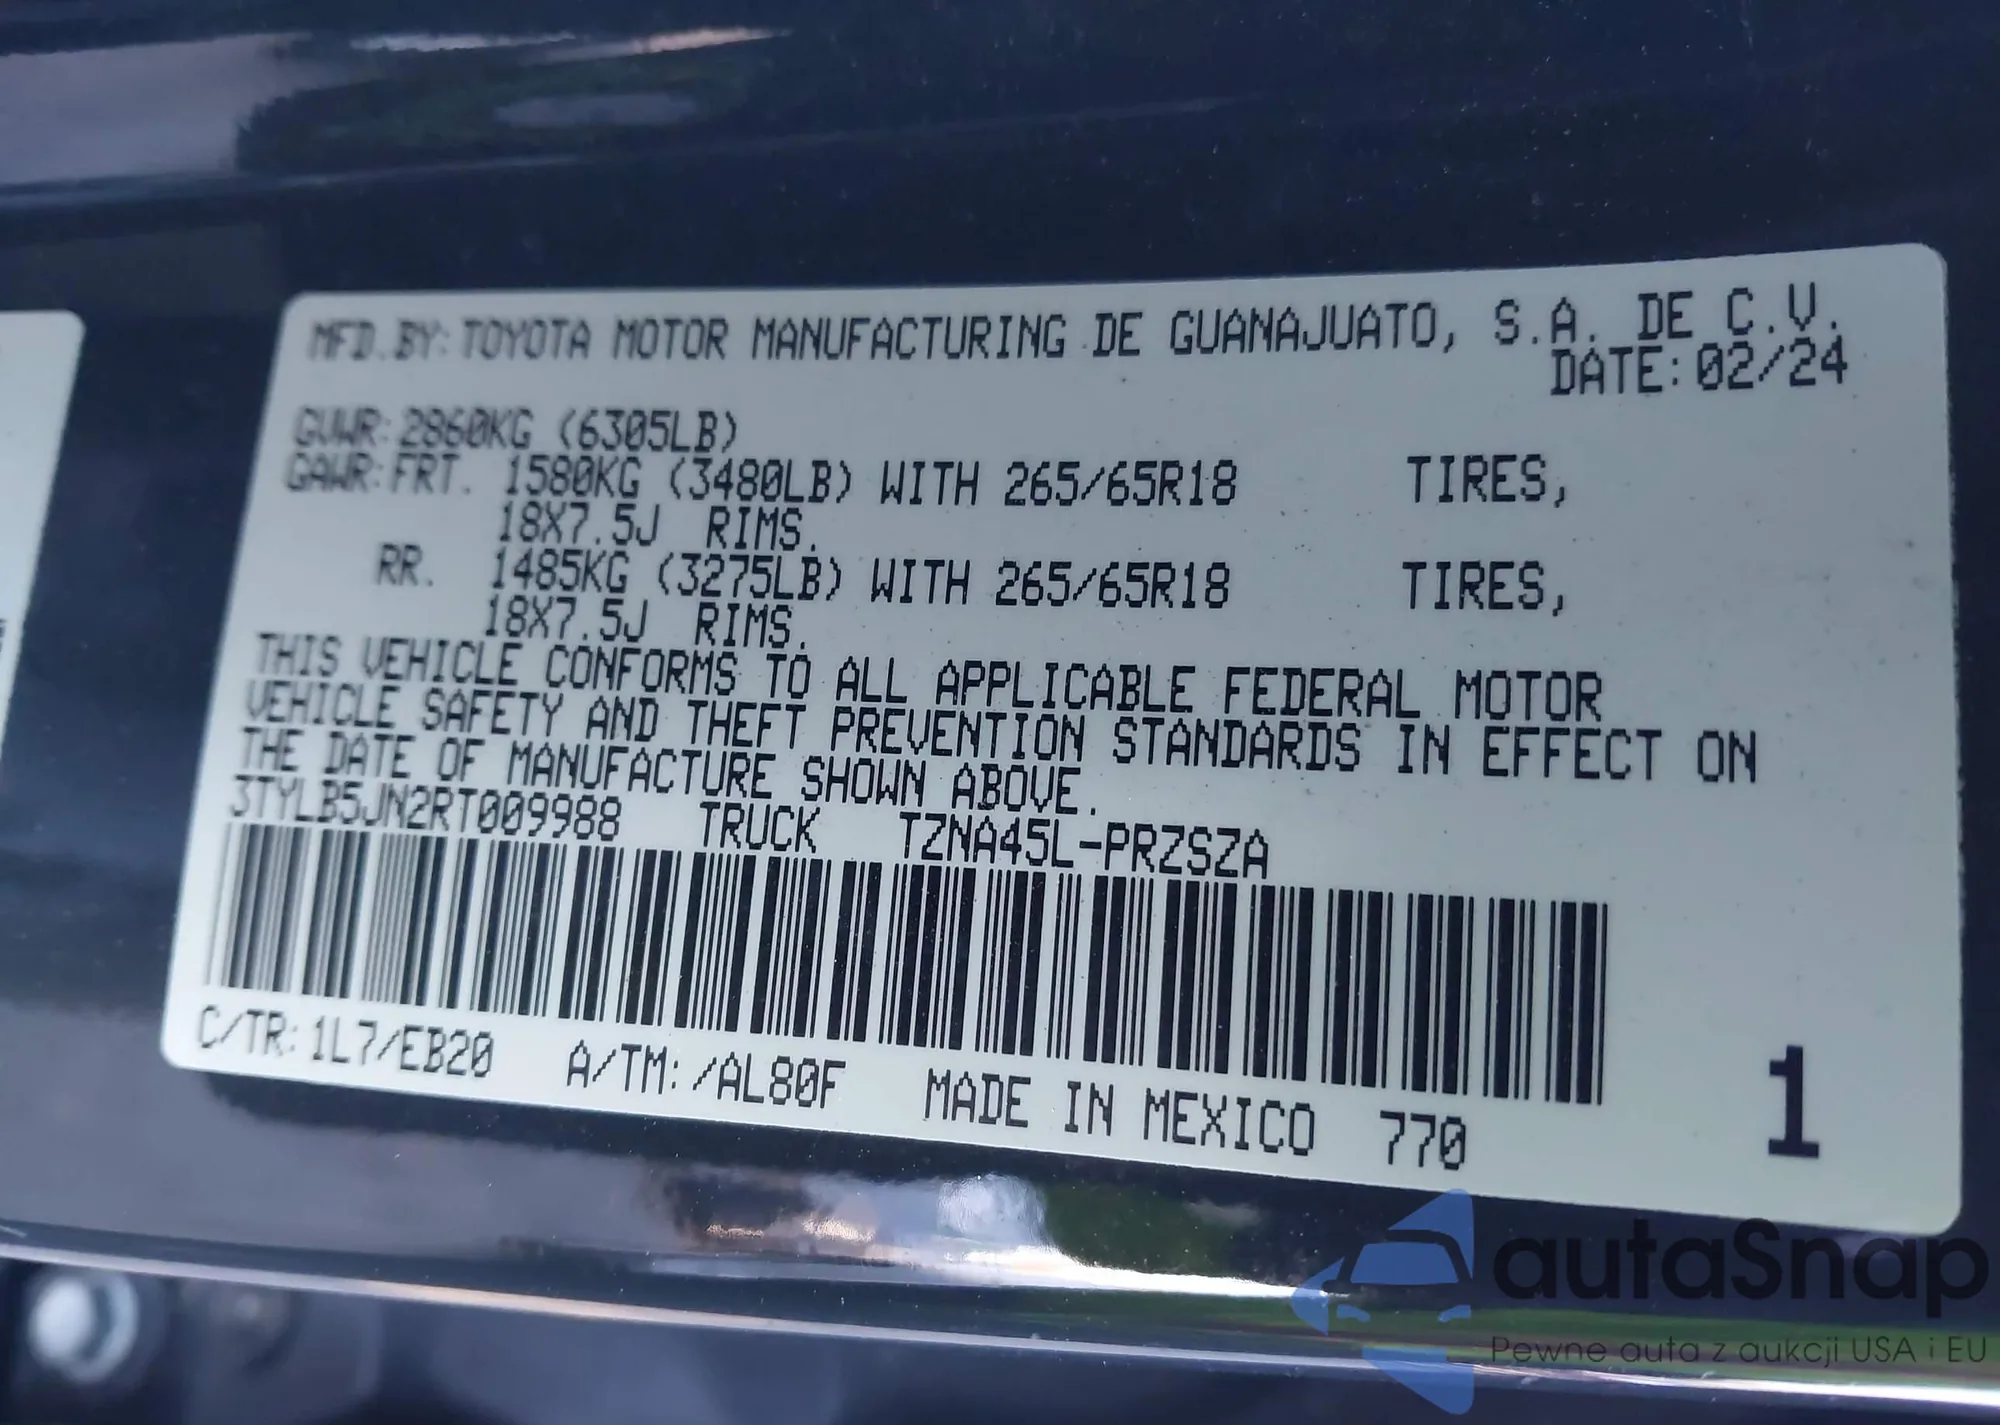 MFD.BY: TOYOTA MOTOR MANUFACTURING DE GUANAJUATO, S.A. DE C.V.
DATE: 02/24
GVWR: 2860KG (6305LB)
GAWR: FRT. 1580KG (3480LB) WITH 265/65R18 TIRES,
18X7.5J RIMS.
RR. 1485KG (3275LB) WITH 265/65R18 TIRES,
18X7.5J RIMS.
THIS VEHICLE CONFORMS TO ALL APPLICABLE FEDERAL MOTOR
VEHICLE SAFETY AND THEFT PREVENTION STANDARDS IN EFFECT ON
THE DATE OF MANUFACTURE SHOWN ABOVE.
3TYLB5JN2RT009988 TRUCK TZNA45L-PRZSZA
C/TR: 1L7/EB20 A/TM: /AL80F MADE IN MEXICO 770
1
autaSnap
Pewne auta z aukcji USA i EU